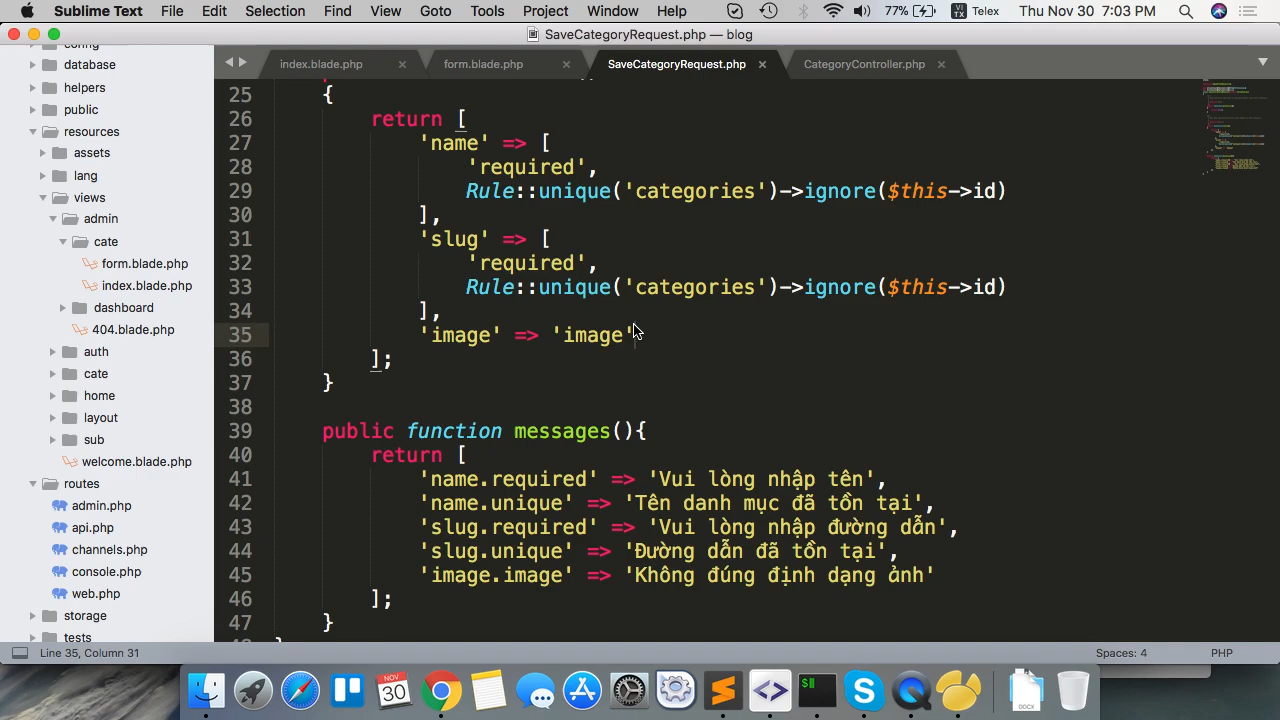 Sublime Text File Edit Selection Find View Goto Tools Project Window Help 77% VI TX Telex Thu Nov 30 7:03 PM
SaveCategoryRequest.php — blog
index.blade.php form.blade.php SaveCategoryRequest.php CategoryController.php
config
database
helpers
public
resources
assets
lang
views
admin
cate
form.blade.php
index.blade.php
dashboard
404.blade.php
auth
cate
home
layout
sub
welcome.blade.php
routes
admin.php
api.php
channels.php
console.php
web.php
storage
tests
25 {
26 return [
27 'name' => [
28 'required',
29 Rule::unique('categories')->ignore($this->id)
30 ],
31 'slug' => [
32 'required',
33 Rule::unique('categories')->ignore($this->id)
34 ],
35 'image' => 'image'
36 ];
37 }
38
39 public function messages(){
40 return [
41 'name.required' => 'Vui lòng nhập tên',
42 'name.unique' => 'Tên danh mục đã tồn tại',
43 'slug.required' => 'Vui lòng nhập đường dẫn',
44 'slug.unique' => 'Đường dẫn đã tồn tại',
45 'image.image' => 'Không đúng định dạng ảnh'
46 ];
47 }
Line 35, Column 31 Spaces: 4 PHP
NOV
30
$
DOCX